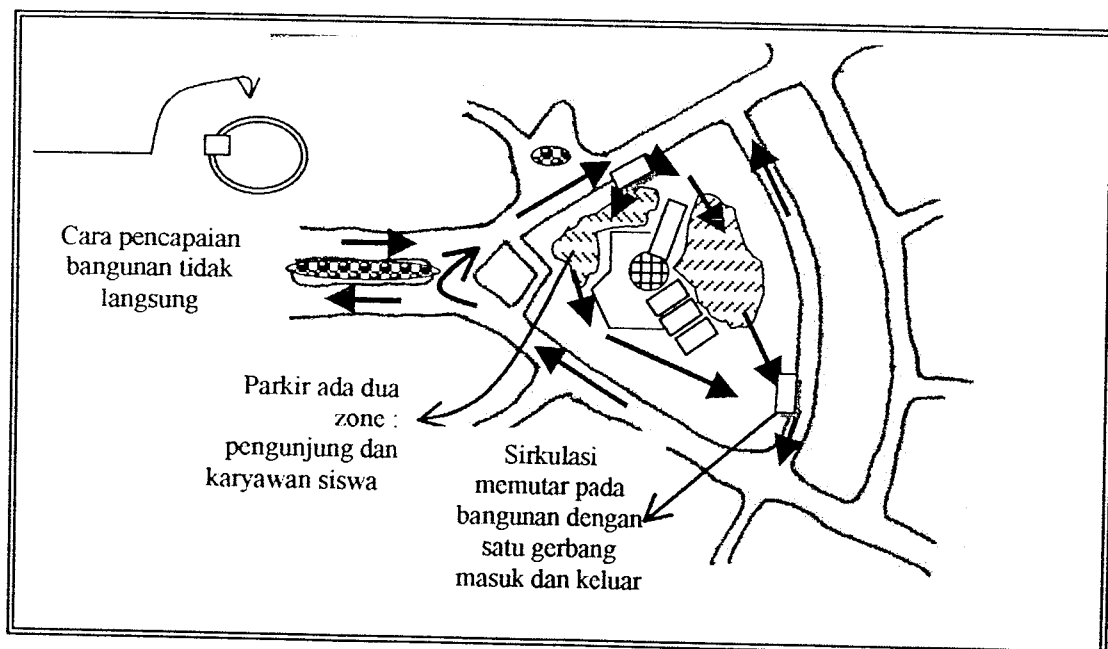 Cara pencapaian
bangunan tidak
langsung
Parkir ada dua
zone :
pengunjung dan
karyawan siswa
Sirkulasi
memutar pada
bangunan dengan
satu gerbang
masuk dan keluar